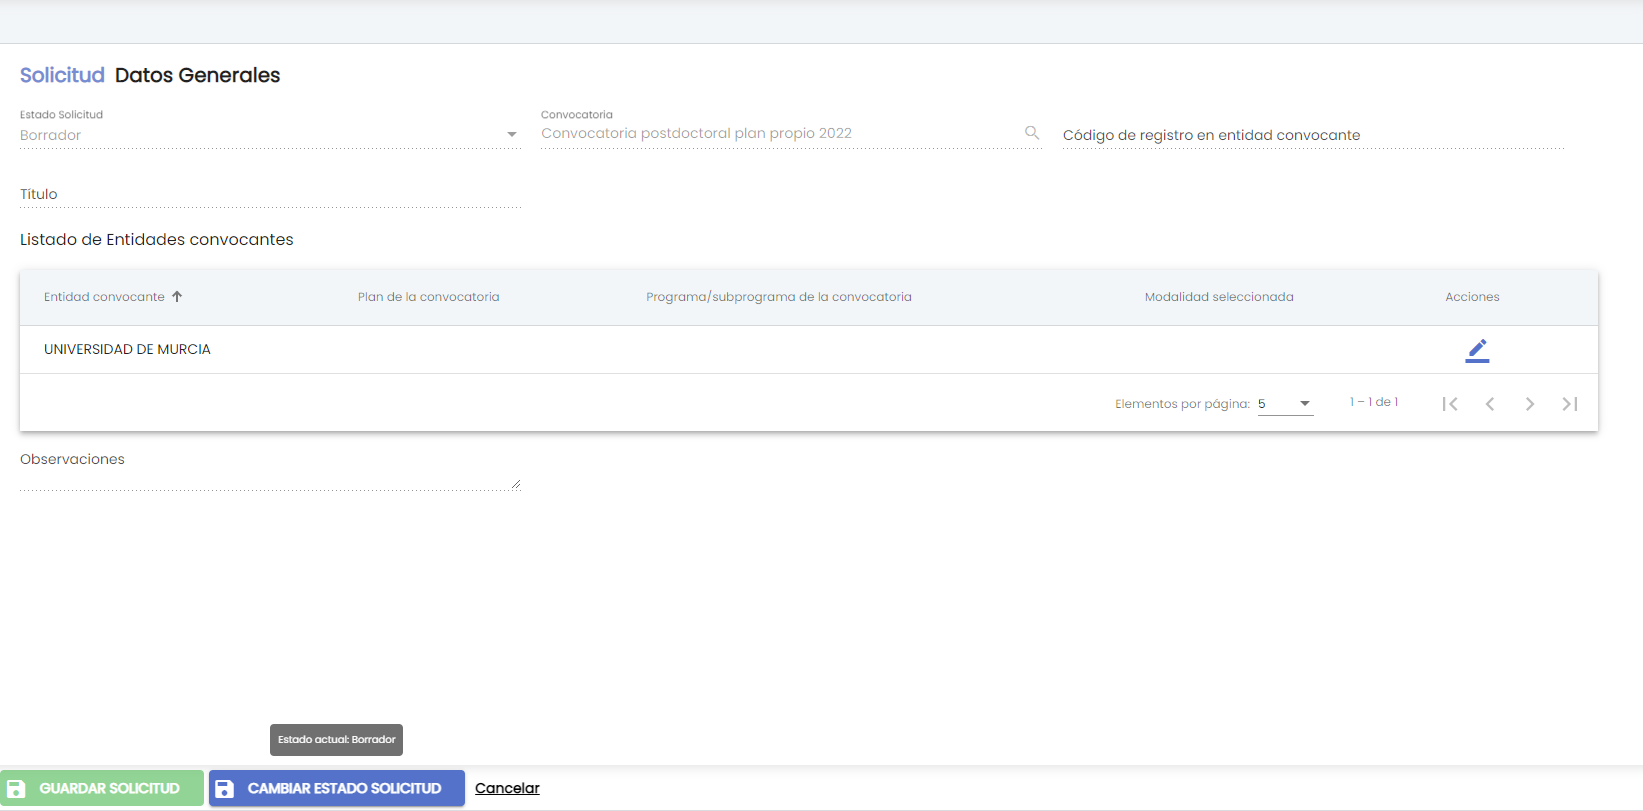 Solicitud Datos Generales
Estado Solicitud
Borrador
Convocatoria
Convocatoria postdoctoral plan propio 2022
Código de registro en entidad convocante
Título
Listado de Entidades convocantes
Entidad convocante Plan de la convocatoria Programa/subprograma de la convocatoria Modalidad seleccionada Acciones
UNIVERSIDAD DE MURCIA
Elementos por página: 5 1 – 1 de 1
Observaciones
Estado actual: Borrador
GUARDAR SOLICITUD CAMBIAR ESTADO SOLICITUD Cancelar